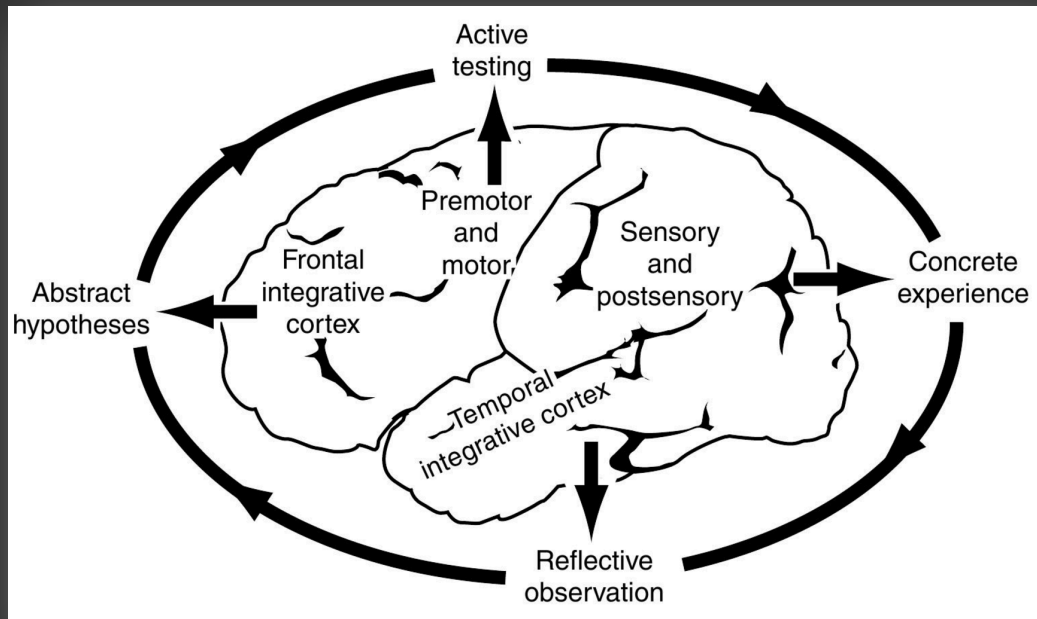 Active
testing
Premotor
and
motor
Sensory
and
postsensory
Frontal
integrative
cortex
Concrete
experience
Abstract
hypotheses
Temporal
integrative cortex
Reflective
observation